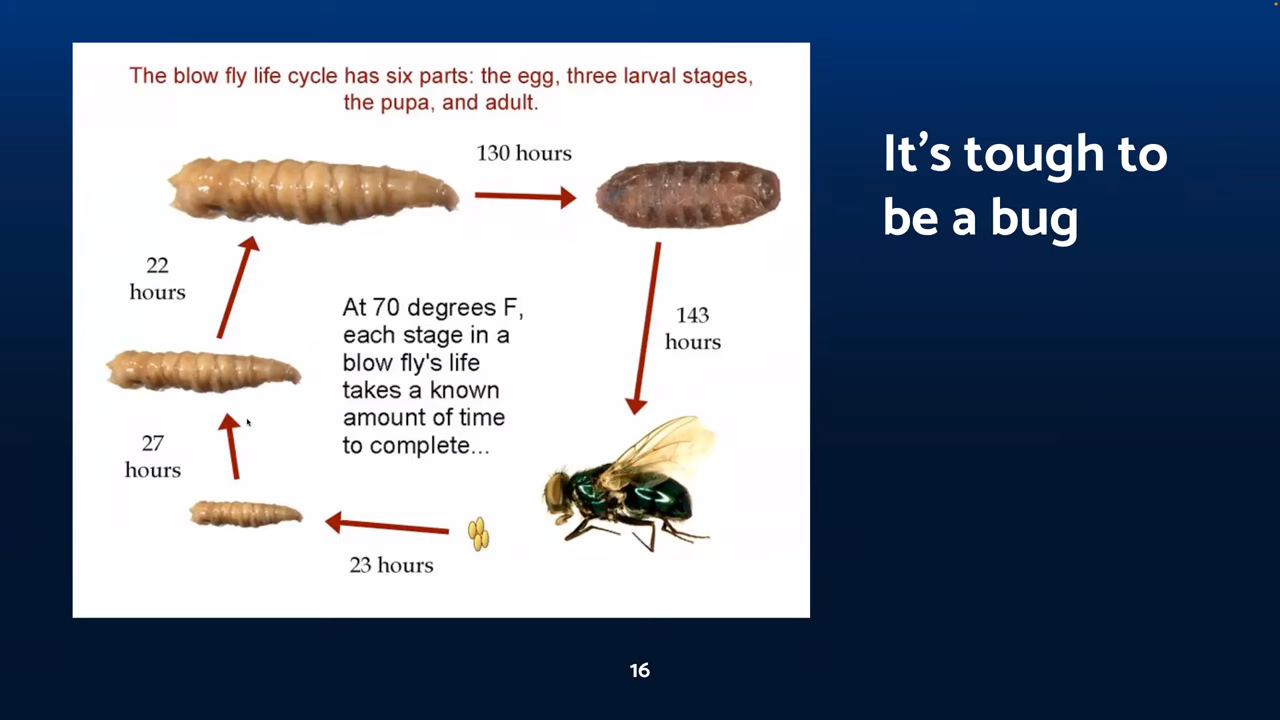 The blow fly life cycle has six parts: the egg, three larval stages,
the pupa, and adult.
130 hours
22
hours
At 70 degrees F,
each stage in a
blow fly's life
takes a known
amount of time
to complete...
143
hours
27
hours
23 hours
It’s tough to
be a bug
16